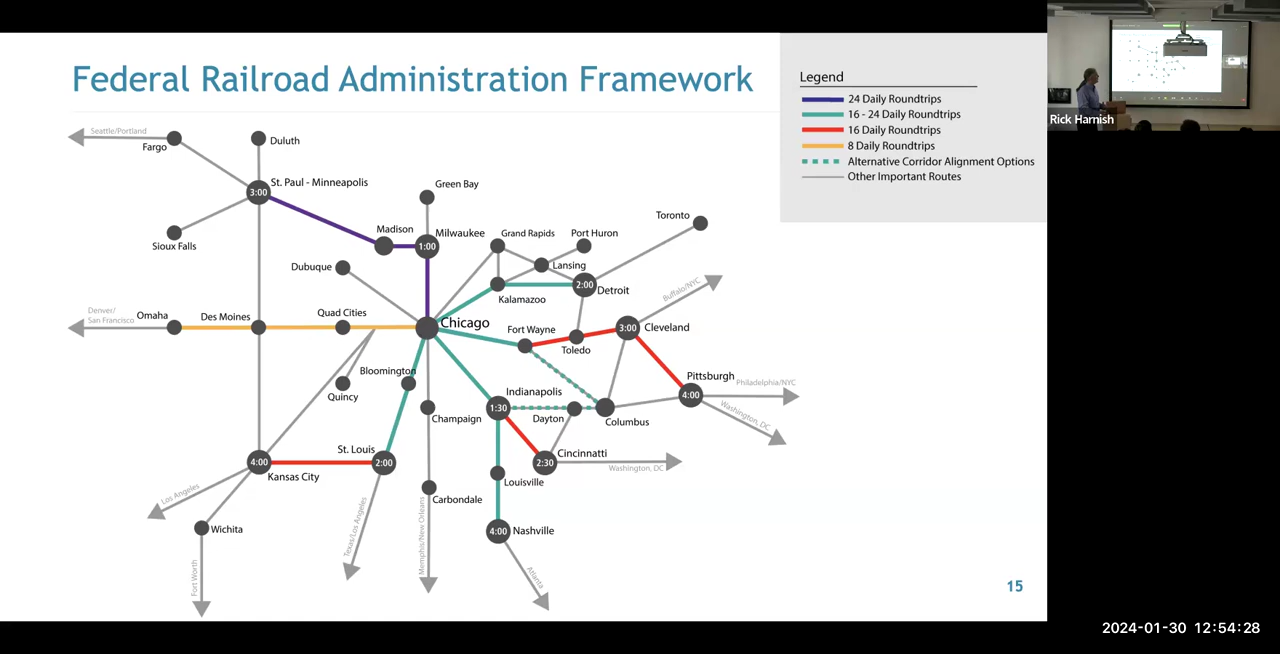 Federal Railroad Administration Framework
Legend
24 Daily Roundtrips
16 - 24 Daily Roundtrips
16 Daily Roundtrips
8 Daily Roundtrips
Alternative Corridor Alignment Options
Other Important Routes
Rick Harnish
Seattle/Portland
Fargo
Duluth
3:00
St. Paul - Minneapolis
Sioux Falls
Green Bay
Madison
Milwaukee
1:00
Dubuque
Grand Rapids
Port Huron
Toronto
Lansing
2:00
Detroit
Kalamazoo
Buffalo/NYC
Denver/
San Francisco
Omaha
Des Moines
Quad Cities
Chicago
Fort Wayne
Toledo
3:00
Cleveland
Bloomington
Quincy
Indianapolis
1:30
Dayton
Columbus
Pittsburgh
4:00
Philadelphia/NYC
Washington, DC
Champaign
St. Louis
2:00
4:00
Kansas City
Cincinnatti
2:30
Washington, DC
Louisville
Carbondale
Los Angeles
Wichita
Fort Worth
Texas/Los Angeles
Memphis/New Orleans
4:00
Nashville
Atlanta
15
2024-01-30 12:54:28